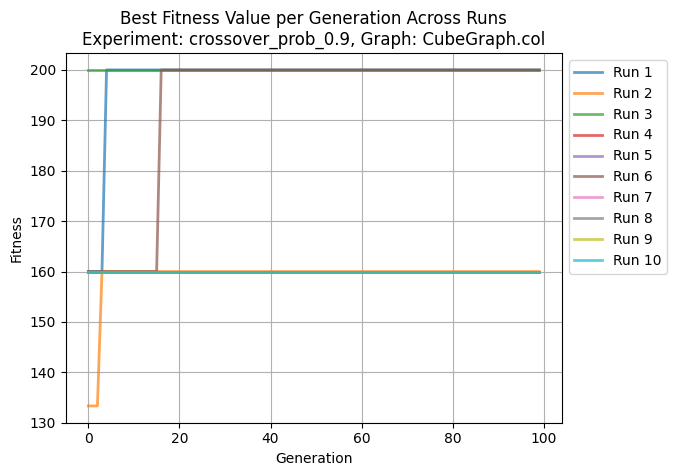 Best Fitness Value per Generation Across Runs
Experiment: crossover_prob_0.9, Graph: CubeGraph.col
Fitness
200
190
180
170
160
150
140
130
0
20
40
60
80
100
Generation
Run 1
Run 2
Run 3
Run 4
Run 5
Run 6
Run 7
Run 8
Run 9
Run 10